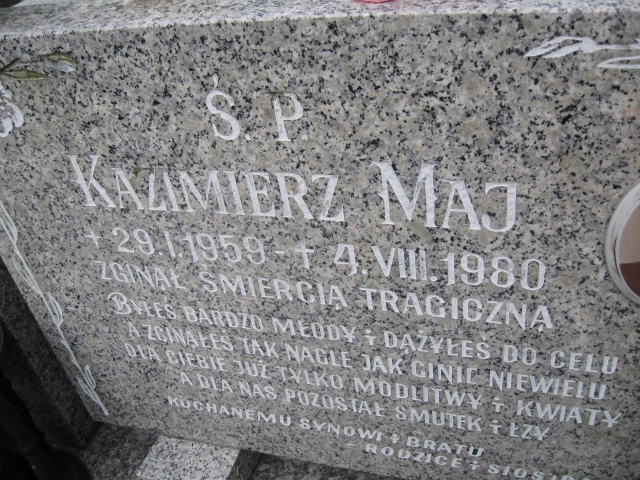 Ś. P.
KAZIMIERZ MAJ
+ 29.I.1959 - + 4.VIII.1980
ZGINĄŁ ŚMIERCIĄ TRAGICZNĄ
BYŁEŚ BARDZO MŁODY i DĄŻYŁEŚ DO CELU
A ZGINĄŁEŚ TAK NAGLE JAK GINIE NIEWIELU
DLA CIEBIE JUŻ TYLKO MODLITWY i KWIATY
A DLA NAS POZOSTAŁ SMUTEK i ŁZY
KOCHANEMU SYNOWI i BRATU
RODZICE i